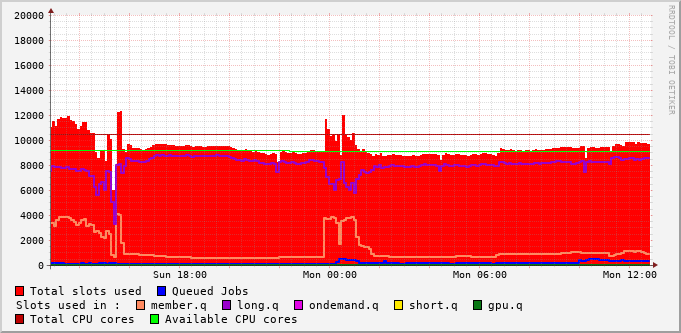 20000
18000
16000
14000
12000
10000
8000
6000
4000
2000
0
Sun 18:00 Mon 00:00 Mon 06:00 Mon 12:00
RRDTOOL / TOBI OETIKER
Total slots used Queued Jobs
Slots used in : member.q long.q ondemand.q short.q gpu.q
Total CPU cores Available CPU cores